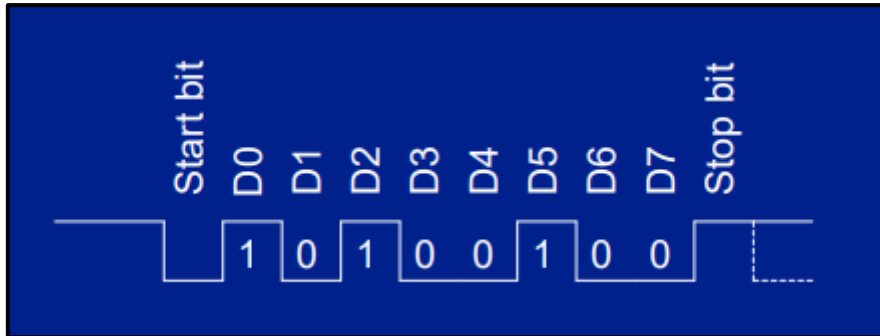 Start bit D0 D1 D2 D3 D4 D5 D6 D7 Stop bit
1 0 1 0 0 1 0 0